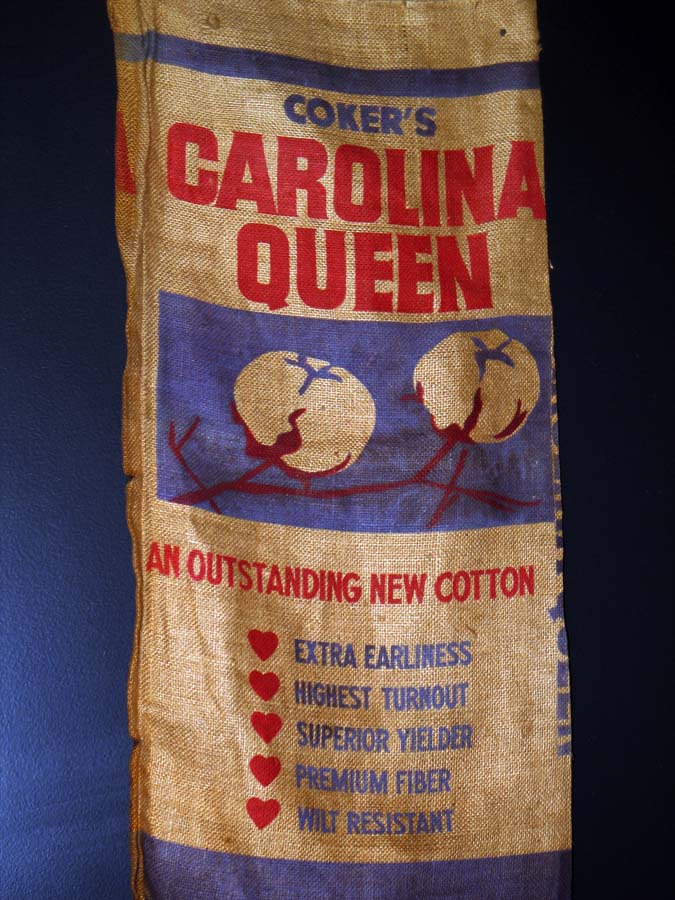 COKER'S
CAROLINA
QUEEN
AN OUTSTANDING NEW COTTON
EXTRA EARLINESS
HIGHEST TURNOUT
SUPERIOR YIELDER
PREMIUM FIBER
WILT RESISTANT